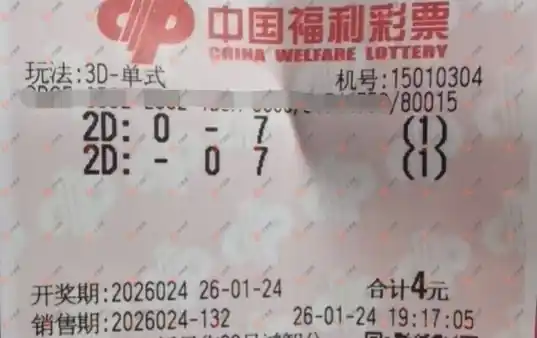 中国福利彩票
CHINA WELFARE LOTTERY
玩法:3D-单式 机号:15010304
/80015
2D: 0 - 7 (1)
2D: - 0 7 (1)
开奖期:2026024 26-01-24 合计4元
销售期:2026024-132 26-01-24 19:17:05